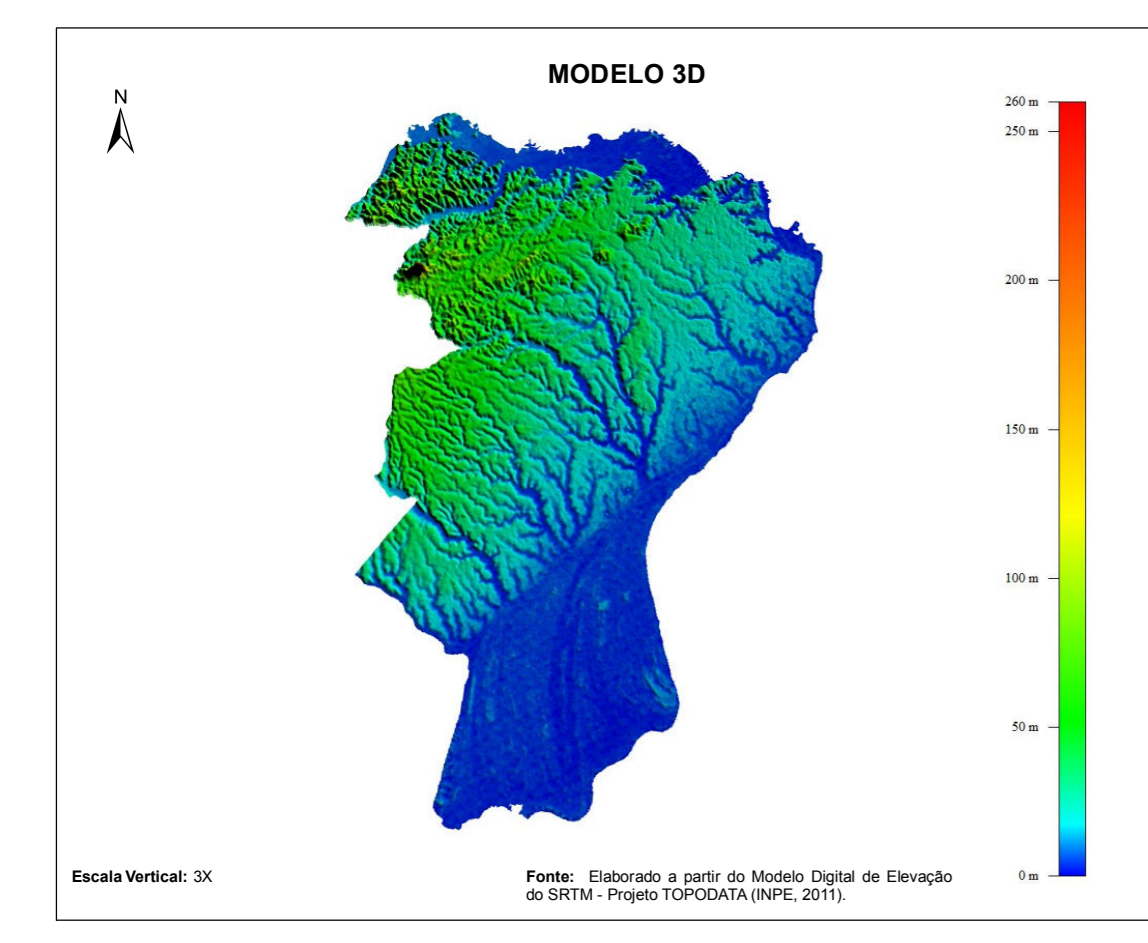 MODELO 3D
N
260 m
250 m
200 m
150 m
100 m
50 m
0 m
Escala Vertical: 3X
Fonte: Elaborado a partir do Modelo Digital de Elevação
do SRTM - Projeto TOPODATA (INPE, 2011).